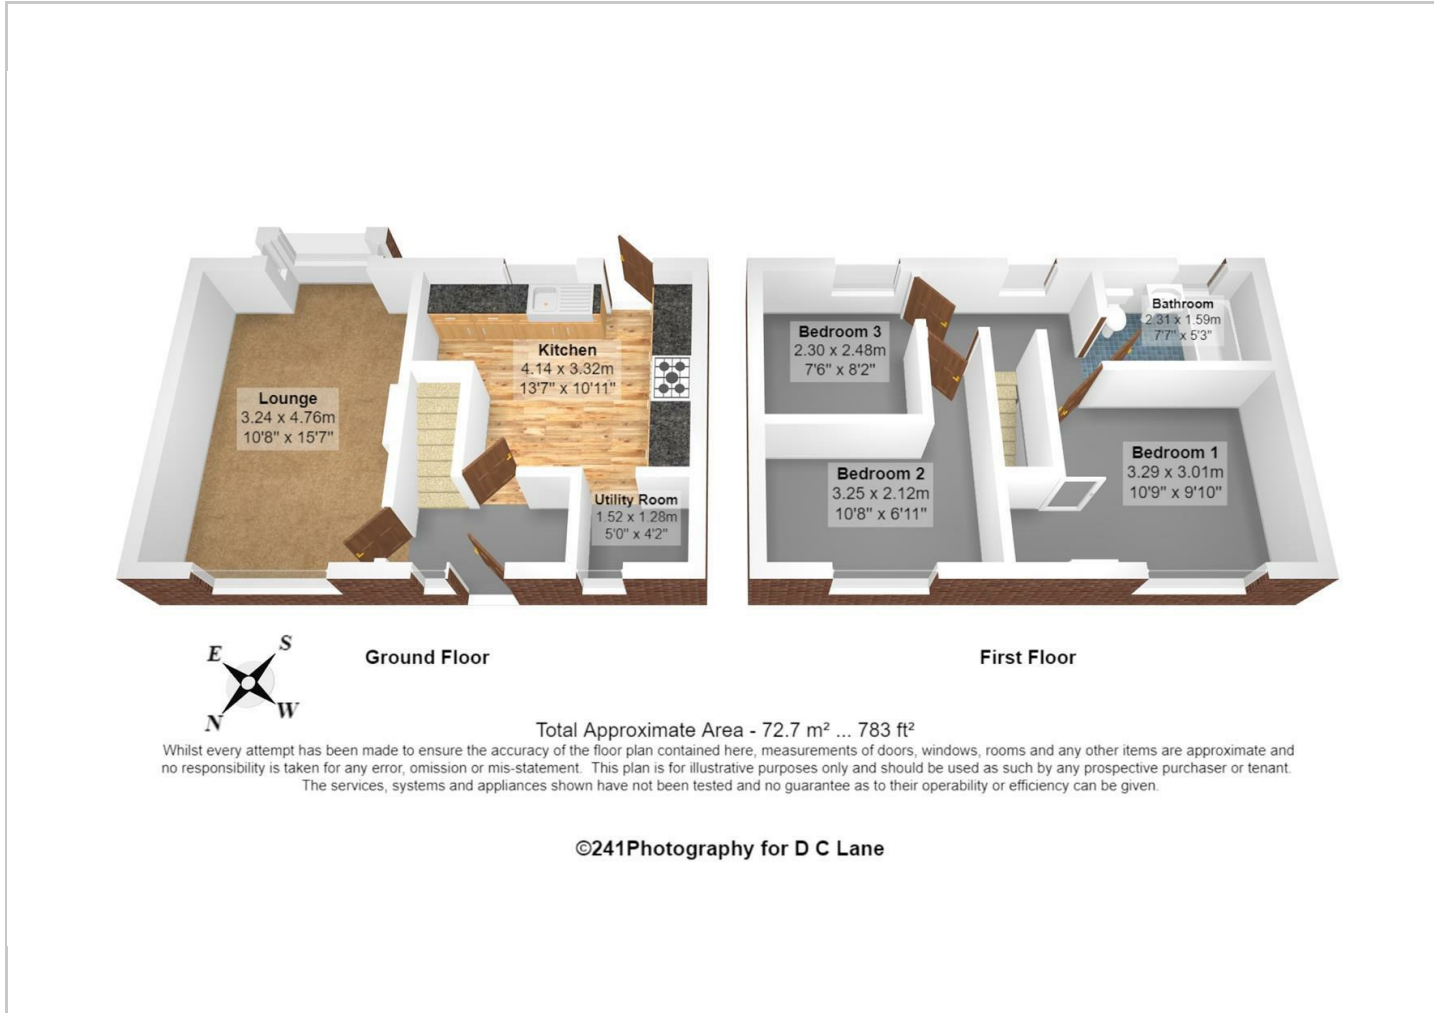 Lounge
3.24 x 4.76m
10'8" x 15'7"
Kitchen
4.14 x 3.32m
13'7" x 10'11"
Utility Room
1.52 x 1.28m
5'0" x 4'2"
Bedroom 3
2.30 x 2.48m
7'6" x 8'2"
Bathroom
2.31 x 1.59m
7'7" x 5'3"
Bedroom 2
3.25 x 2.12m
10'8" x 6'11"
Bedroom 1
3.29 x 3.01m
10'9" x 9'10"
E S
N W
Ground Floor
First Floor
Total Approximate Area - 72.7 m² ... 783 ft²
Whilst every attempt has been made to ensure the accuracy of the floor plan contained here, measurements of doors, windows, rooms and any other items are approximate and
no responsibility is taken for any error, omission or mis-statement. This plan is for illustrative purposes only and should be used as such by any prospective purchaser or tenant.
The services, systems and appliances shown have not been tested and no guarantee as to their operability or efficiency can be given.
©241Photography for D C Lane